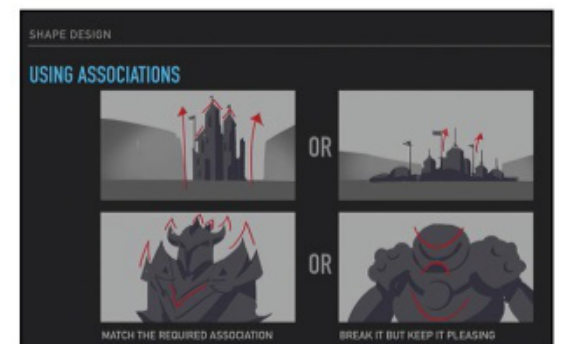 SHAPE DESIGN
USING ASSOCIATIONS
OR
OR
MATCH THE REQUIRED ASSOCIATION
BREAK IT BUT KEEP IT PLEASING